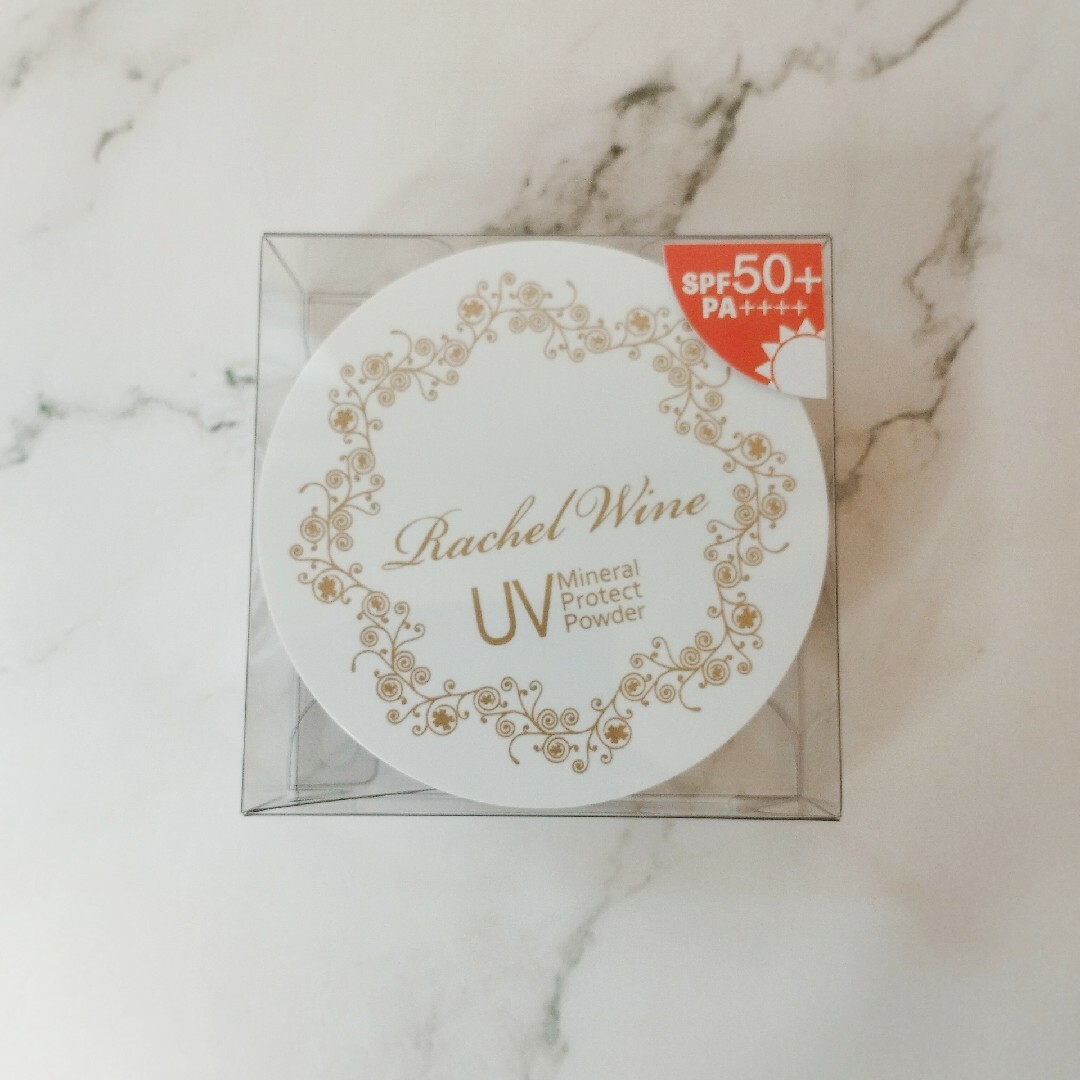 SPF50+
PA++++
Rachel Wine
UV Mineral
Protect
Powder